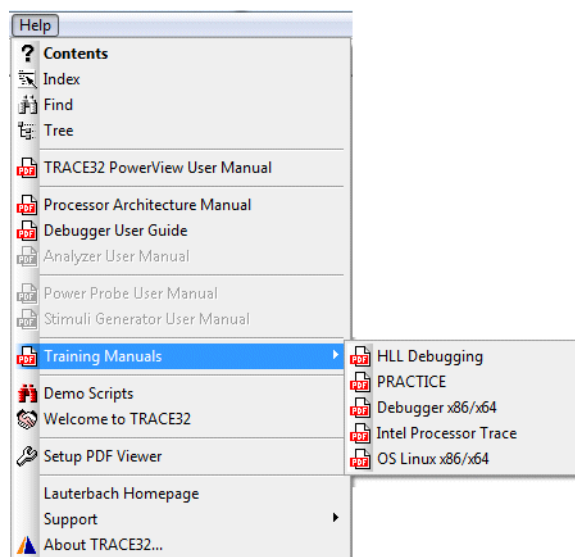 Help
Contents
Index
Find
Tree
TRACE32 PowerView User Manual
Processor Architecture Manual
Debugger User Guide
Analyzer User Manual
Power Probe User Manual
Stimuli Generator User Manual
Training Manuals
HLL Debugging
PRACTICE
Debugger x86/x64
Intel Processor Trace
OS Linux x86/x64
Demo Scripts
Welcome to TRACE32
Setup PDF Viewer
Lauterbach Homepage
Support
About TRACE32...